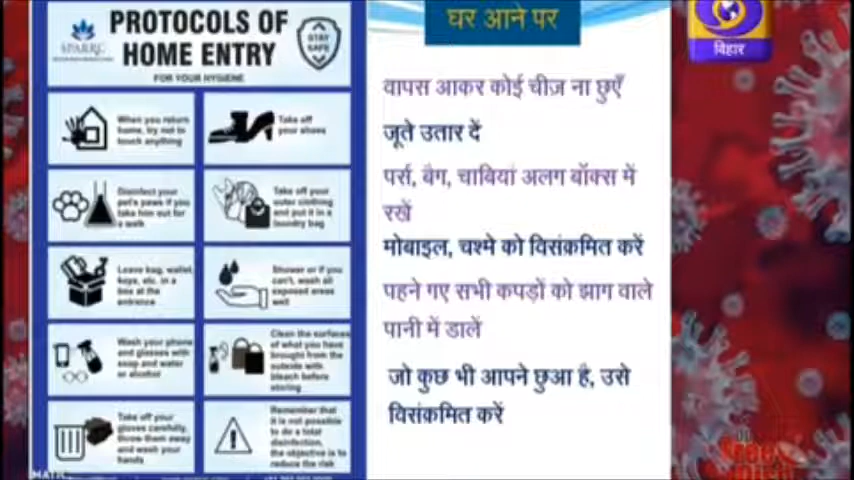 PROTOCOLS OF
HOME ENTRY
FOR YOUR HYGIENE
STAY
SAFE
When you return
home, try not to
touch anything
Take off
your shoes
Disinfect your
pet's paws if you
take him out for
a walk
Take off your
outer clothing
and put it in a
laundry bag
Leave bag, wallet,
keys, etc. in a
box at the
entrance
Shower or if you
can't, wash all
exposed areas
well
Wash your phone
and glasses with
soap and water
or alcohol
Clean the surfaces
of what you have
brought from the
outside with
bleach before
storing
Take off your
gloves carefully,
throw them away
and wash your
hands
Remember that
it is not possible
to do a total
disinfection,
the objective is to
reduce the risk
घर आने पर
वापस आकर कोई चीज़ ना छुएँ
जूते उतार दें
पर्स, बैग, चाबियां अलग बॉक्स में
रखें
मोबाइल, चश्मे को विसंक्रमित करें
पहने गए सभी कपड़ों को झाग वाले
पानी में डालें
जो कुछ भी आपने छुआ है, उसे
विसंक्रमित करें
बिहार